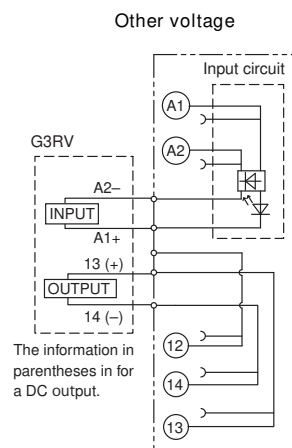 Other voltage
Input circuit
A1
G3RV
A2
A2–
INPUT
A1+
13 (+)
OUTPUT
14 (–)
The information in
parentheses in for
a DC output.
12
14
13